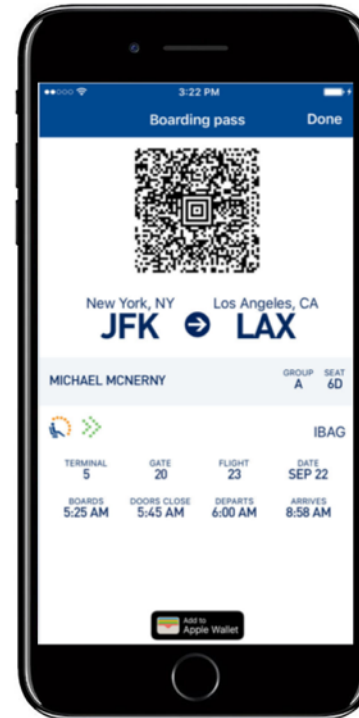 3:22 PM
Boarding pass Done
New York, NY Los Angeles, CA
JFK LAX
GROUP SEAT
MICHAEL MCNERNY A 6D
IBAG
TERMINAL GATE FLIGHT DATE
5 20 23 SEP 22
BOARDS DOORS CLOSE DEPARTS ARRIVES
5:25 AM 5:45 AM 6:00 AM 8:58 AM
Add to
Apple Wallet